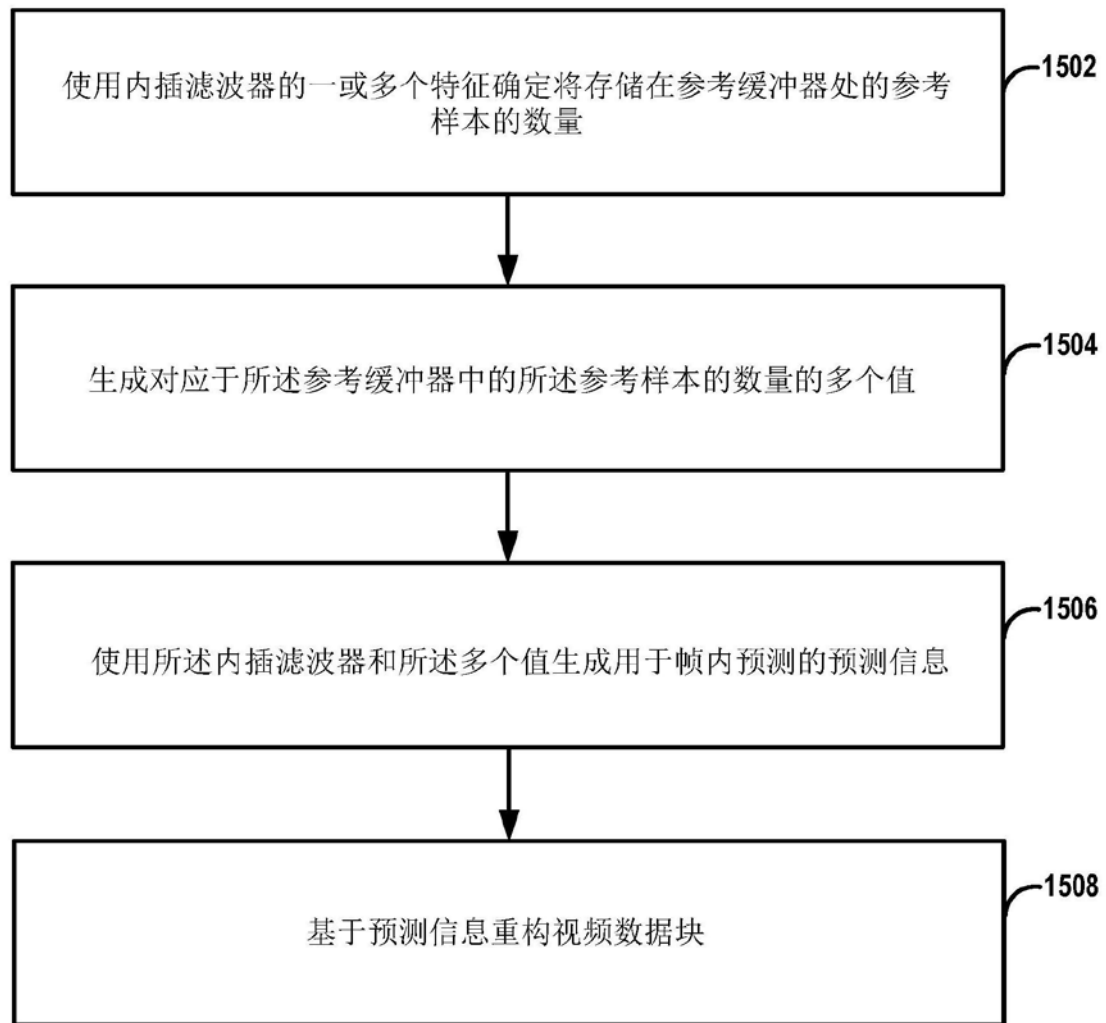 使用内插滤波器的一或多个特征确定将存储在参考缓冲器处的参考
样本的数量
1502
生成对应于所述参考缓冲器中的所述参考样本的数量的多个值
1504
使用所述内插滤波器和所述多个值生成用于帧内预测的预测信息
1506
基于预测信息重构视频数据块
1508